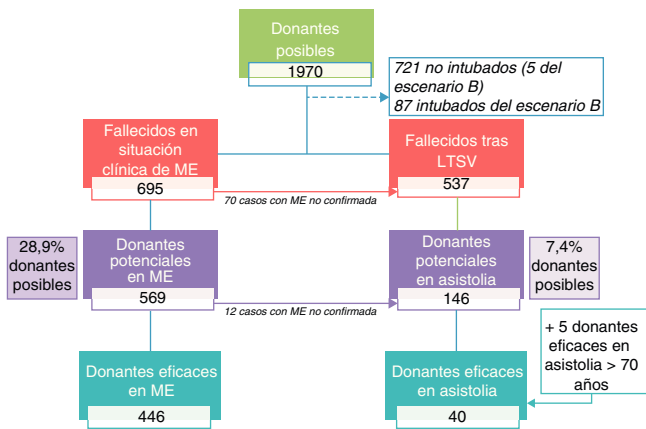 Donantes
posibles
1970
721 no intubados (5 del
escenario B)
87 intubados del escenario B
Fallecidos en
situación
clínica de ME
695
Fallecidos tras
LTSV
537
70 casos con ME no confirmada
28,9%
donantes
posibles
Donantes
potenciales
en ME
569
Donantes
potenciales
en asistolia
146
7,4%
donantes
posibles
12 casos con ME no confirmada
+ 5 donantes
eficaces en
asistolia > 70
años
Donantes eficaces
en ME
446
Donantes eficaces
en asistolia
40